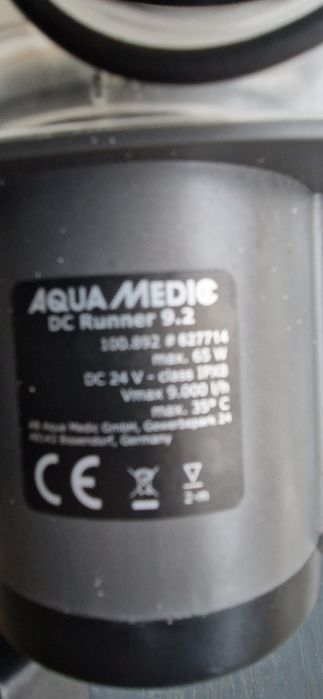 AQUA MEDIC
DC Runner 9.2
100.892 # 627714
max. 65 W
DC 24 V - class IPX8
Vmax 9.000 l/h
max. 35° C
AB Aqua Medic GmbH, Gewerbepark 24
49143 Bissendorf, Germany
CE
2-m